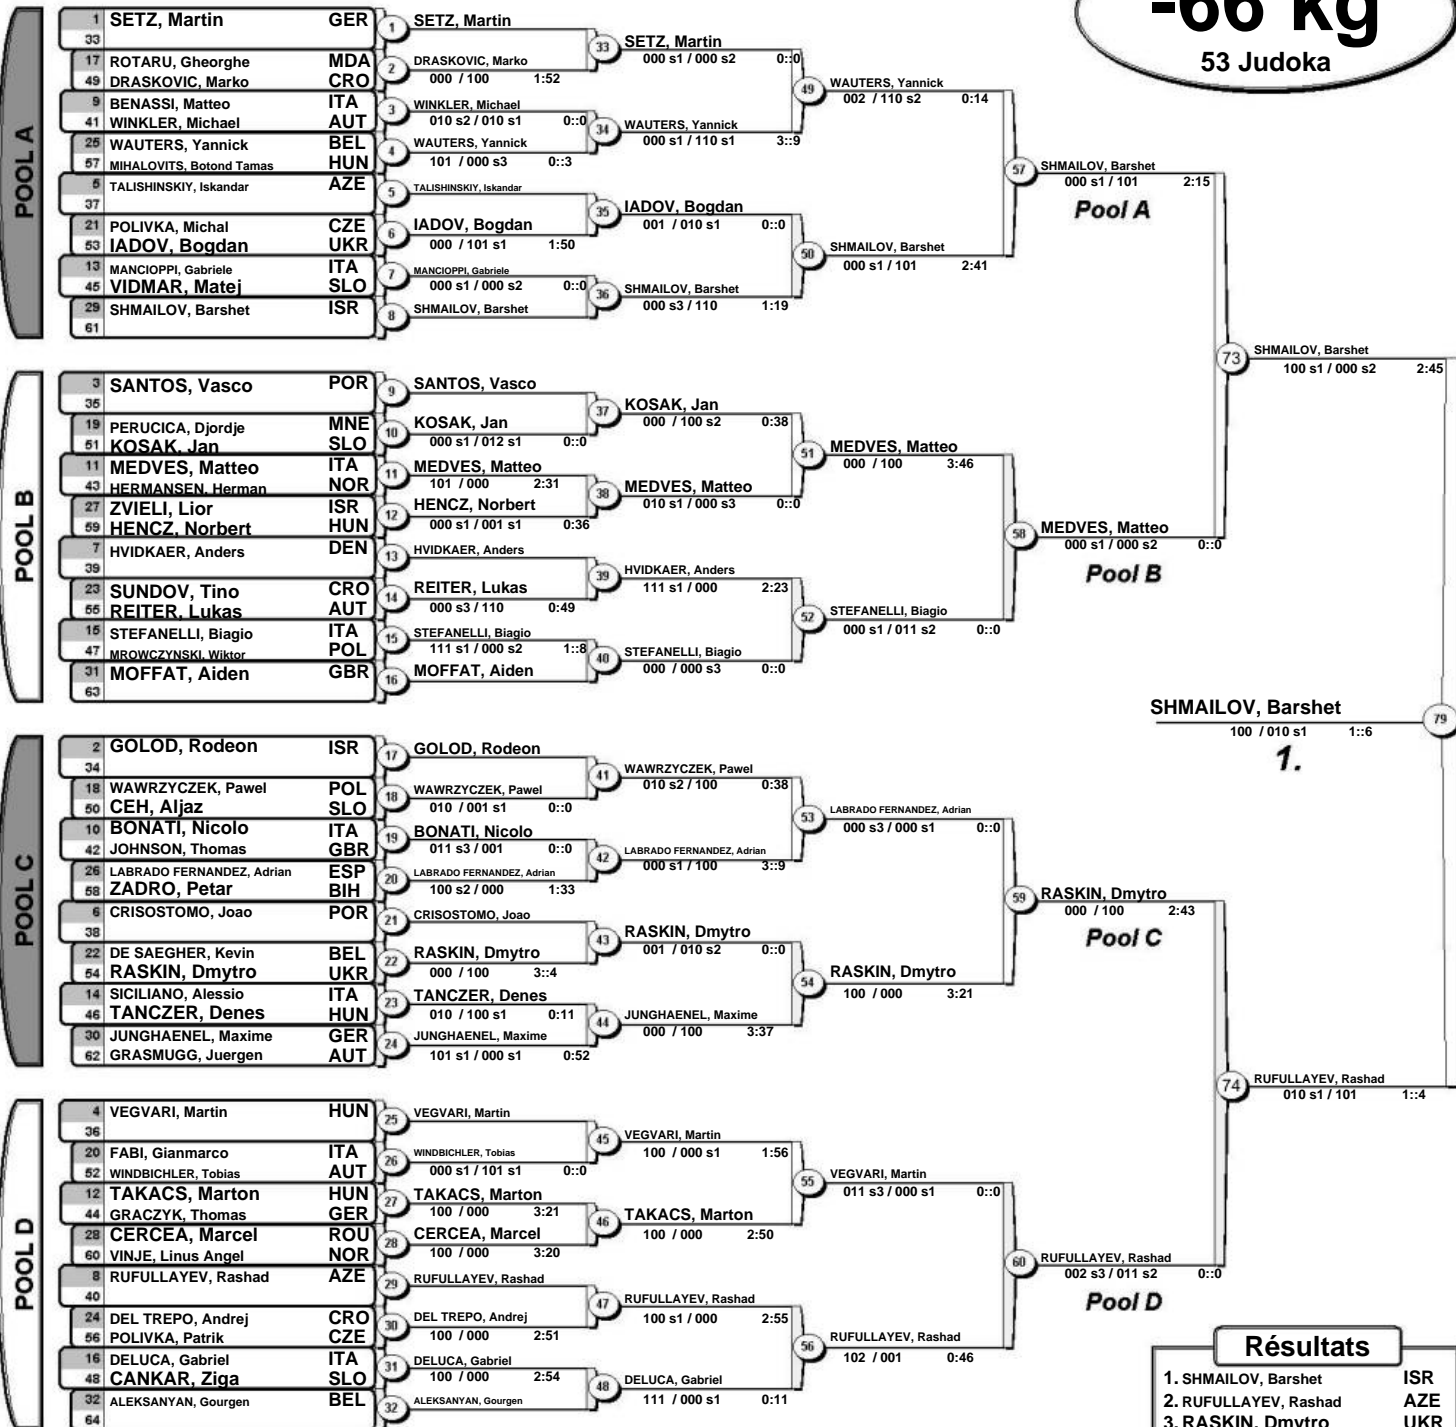 -66 kg
53 Judoka
POOL A
1 SETZ, Martin GER
33
17 ROTARU, Gheorghe MDA
49 DRASKOVIC, Marko CRO
9 BENASSI, Matteo ITA
41 WINKLER, Michael AUT
25 WAUTERS, Yannick BEL
57 MIHALOVITS, Botond Tamas HUN
5 TALISHINSKIY, Iskandar AZE
37
21 POLIVKA, Michal CZE
53 IADOV, Bogdan UKR
13 MANCIOPPI, Gabriele ITA
45 VIDMAR, Matej SLO
29 SHMAILOV, Barshet ISR
61
1 SETZ, Martin
2 DRASKOVIC, Marko
000 / 100 1:52
3 WINKLER, Michael
010 s2 / 010 s1 0::0
4 WAUTERS, Yannick
101 / 000 s3 0::3
5 TALISHINSKIY, Iskandar
6 IADOV, Bogdan
000 / 101 s1 1:50
7 MANCIOPPI, Gabriele
000 s1 / 000 s2 0::0
8 SHMAILOV, Barshet
33 SETZ, Martin
000 s1 / 000 s2 0::0
34 WAUTERS, Yannick
000 s1 / 110 s1 3::9
35 IADOV, Bogdan
001 / 010 s1 0::0
36 SHMAILOV, Barshet
000 s3 / 110 1:19
49 WAUTERS, Yannick
002 / 110 s2 0:14
50 SHMAILOV, Barshet
000 s1 / 101 2:41
57 SHMAILOV, Barshet
000 s1 / 101 2:15
Pool A
POOL B
3 SANTOS, Vasco POR
35
19 PERUCICA, Djordje MNE
51 KOSAK, Jan SLO
11 MEDVES, Matteo ITA
43 HERMANSEN, Herman NOR
27 ZVIELI, Lior ISR
59 HENCZ, Norbert HUN
7 HVIDKAER, Anders DEN
39
23 SUNDOV, Tino CRO
55 REITER, Lukas AUT
15 STEFANELLI, Biagio ITA
47 MROWCZYNSKI, Wiktor POL
31 MOFFAT, Aiden GBR
63
9 SANTOS, Vasco
10 KOSAK, Jan
000 s1 / 012 s1 0::0
11 MEDVES, Matteo
101 / 000 2:31
12 HENCZ, Norbert
000 s1 / 001 s1 0:36
13 HVIDKAER, Anders
14 REITER, Lukas
000 s3 / 110 0:49
15 STEFANELLI, Biagio
111 s1 / 000 s2 1::8
16 MOFFAT, Aiden
37 KOSAK, Jan
000 / 100 s2 0:38
38 MEDVES, Matteo
010 s1 / 000 s3 0::0
39 HVIDKAER, Anders
111 s1 / 000 2:23
40 STEFANELLI, Biagio
000 / 000 s3 0::0
51 MEDVES, Matteo
000 / 100 3:46
52 STEFANELLI, Biagio
000 s1 / 011 s2 0::0
58 MEDVES, Matteo
000 s1 / 000 s2 0::0
Pool B
73 SHMAILOV, Barshet
100 s1 / 000 s2 2:45
SHMAILOV, Barshet 79
100 / 010 s1 1::6
1.
POOL C
2 GOLOD, Rodeon ISR
34
18 WAWRZYCZEK, Pawel POL
50 CEH, Aljaz SLO
10 BONATI, Nicolo ITA
42 JOHNSON, Thomas GBR
26 LABRADO FERNANDEZ, Adrian ESP
58 ZADRO, Petar BIH
6 CRISOSTOMO, Joao POR
38
22 DE SAEGHER, Kevin BEL
54 RASKIN, Dmytro UKR
14 SICILIANO, Alessio ITA
46 TANCZER, Denes HUN
30 JUNGHAENEL, Maxime GER
62 GRASMUGG, Juergen AUT
17 GOLOD, Rodeon
18 WAWRZYCZEK, Pawel
010 / 001 s1 0::0
19 BONATI, Nicolo
011 s3 / 001 0::0
20 LABRADO FERNANDEZ, Adrian
100 s2 / 000 1:33
21 CRISOSTOMO, Joao
22 RASKIN, Dmytro
000 / 100 3::4
23 TANCZER, Denes
010 / 100 s1 0:11
24 JUNGHAENEL, Maxime
101 s1 / 000 s1 0:52
41 WAWRZYCZEK, Pawel
010 s2 / 100 0:38
42 LABRADO FERNANDEZ, Adrian
000 s1 / 100 3::9
43 RASKIN, Dmytro
001 / 010 s2 0::0
44 JUNGHAENEL, Maxime
000 / 100 3:37
53 LABRADO FERNANDEZ, Adrian
000 s3 / 000 s1 0::0
54 RASKIN, Dmytro
100 / 000 3:21
59 RASKIN, Dmytro
000 / 100 2:43
Pool C
POOL D
4 VEGVARI, Martin HUN
36
20 FABI, Gianmarco ITA
52 WINDBICHLER, Tobias AUT
12 TAKACS, Marton HUN
44 GRACZYK, Thomas GER
28 CERCEA, Marcel ROU
60 VINJE, Linus Angel NOR
8 RUFULLAYEV, Rashad AZE
40
24 DEL TREPO, Andrej CRO
56 POLIVKA, Patrik CZE
16 DELUCA, Gabriel ITA
48 CANKAR, Ziga SLO
32 ALEKSANYAN, Gourgen BEL
64
25 VEGVARI, Martin
26 WINDBICHLER, Tobias
000 s1 / 101 s1 0::0
27 TAKACS, Marton
100 / 000 3:21
28 CERCEA, Marcel
100 / 000 3:20
29 RUFULLAYEV, Rashad
30 DEL TREPO, Andrej
100 / 000 2:51
31 DELUCA, Gabriel
100 / 000 2:54
32 ALEKSANYAN, Gourgen
45 VEGVARI, Martin
100 / 000 s1 1:56
46 TAKACS, Marton
100 / 000 2:50
47 RUFULLAYEV, Rashad
100 s1 / 000 2:55
48 DELUCA, Gabriel
111 / 000 s1 0:11
55 VEGVARI, Martin
011 s3 / 000 s1 0::0
56 RUFULLAYEV, Rashad
102 / 001 0:46
60 RUFULLAYEV, Rashad
002 s3 / 011 s2 0::0
Pool D
74 RUFULLAYEV, Rashad
010 s1 / 101 1::4
Résultats
1. SHMAILOV, Barshet ISR
2. RUFULLAYEV, Rashad AZE
3. RASKIN, Dmytro UKR